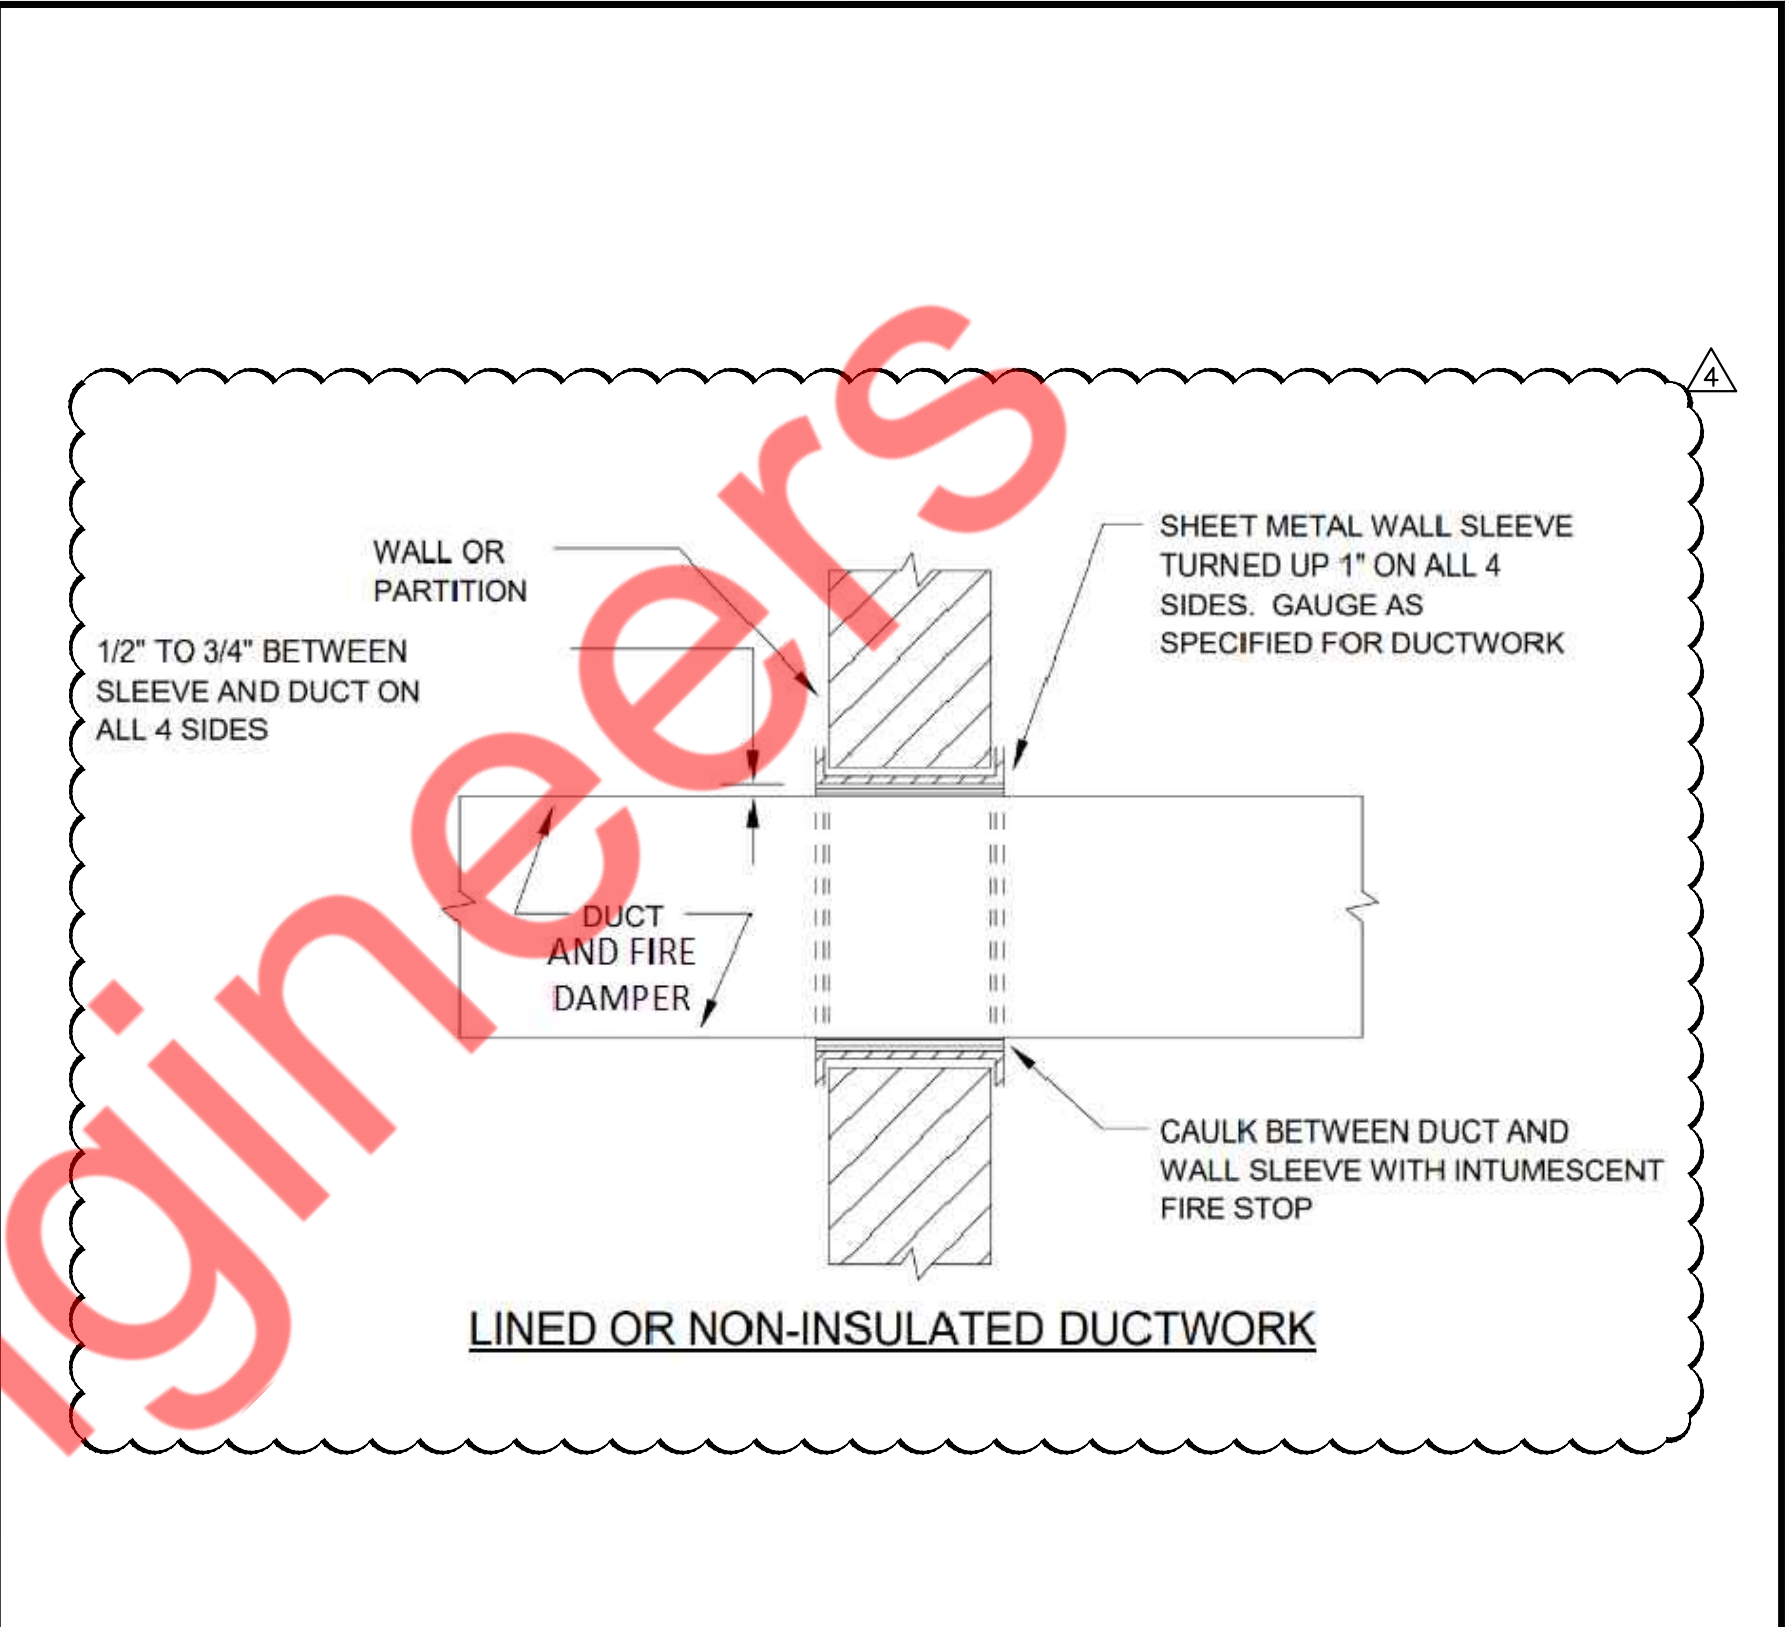 4
WALL OR
PARTITION
1/2" TO 3/4" BETWEEN
SLEEVE AND DUCT ON
ALL 4 SIDES
SHEET METAL WALL SLEEVE
TURNED UP 1" ON ALL 4
SIDES. GAUGE AS
SPECIFIED FOR DUCTWORK
DUCT
AND FIRE
DAMPER
CAULK BETWEEN DUCT AND
WALL SLEEVE WITH INTUMESCENT
FIRE STOP
LINED OR NON-INSULATED DUCTWORK
gineers